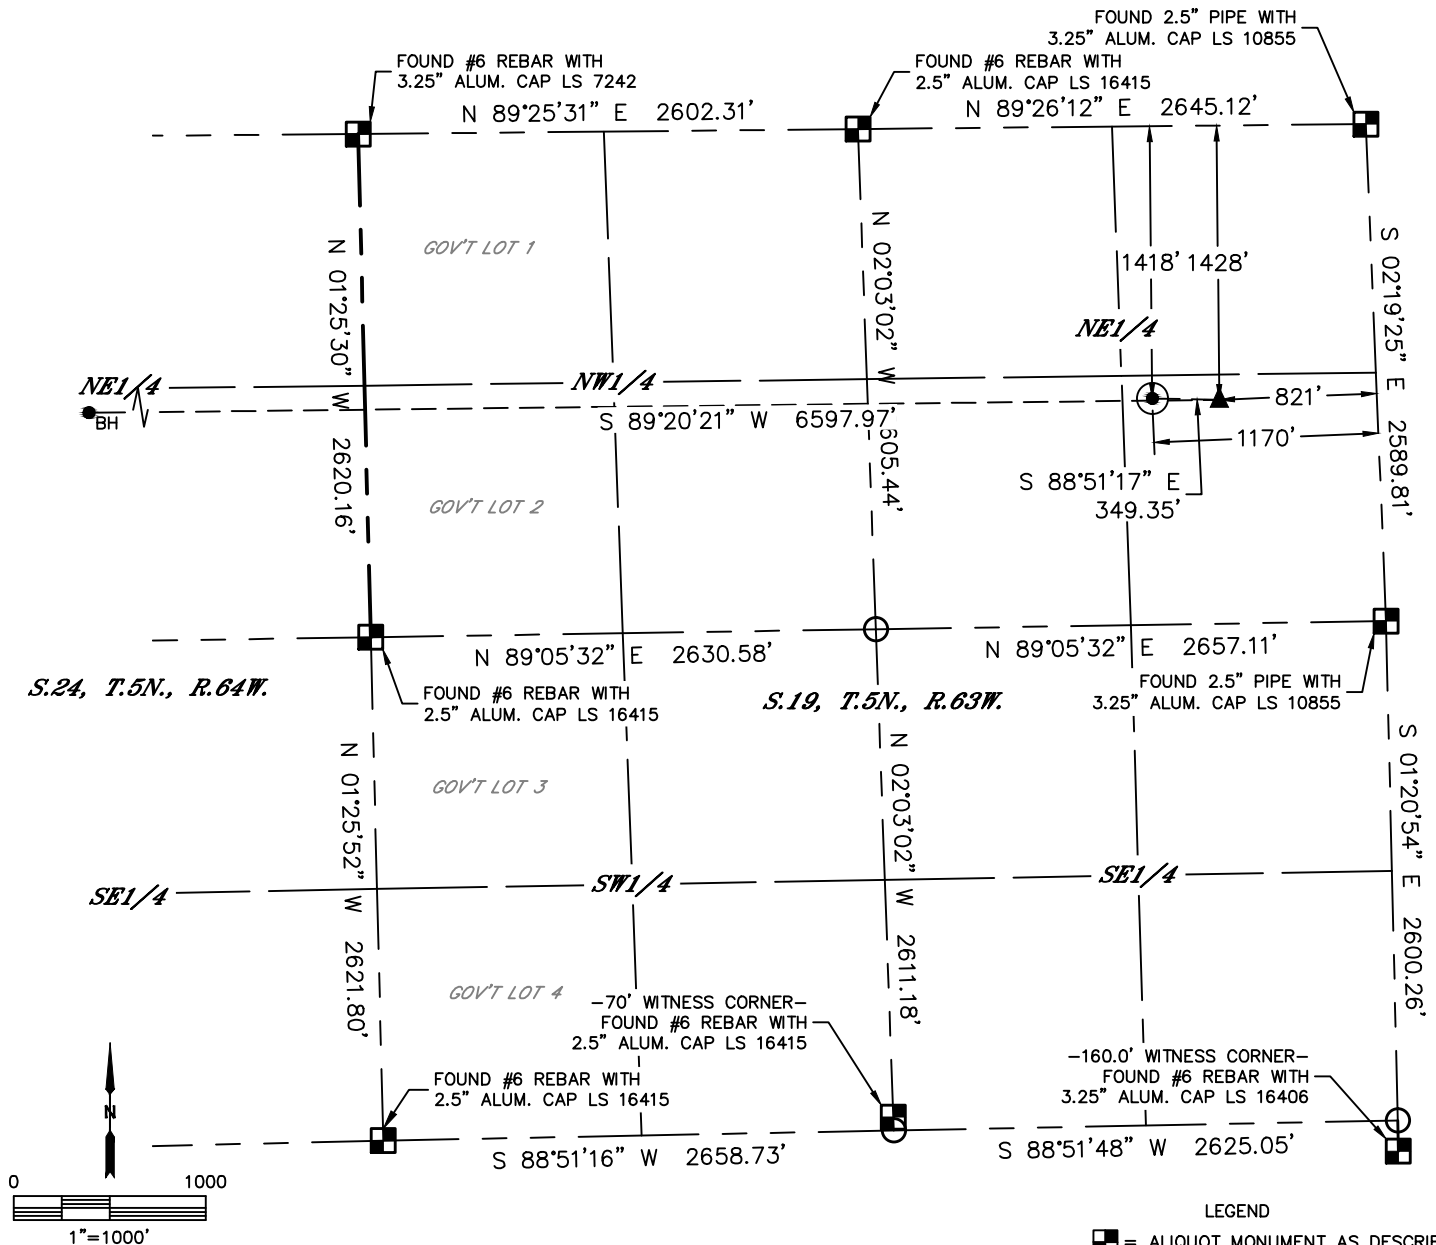 FOUND 2.5" PIPE WITH
3.25" ALUM. CAP LS 10855
FOUND #6 REBAR WITH
3.25" ALUM. CAP LS 7242
FOUND #6 REBAR WITH
2.5" ALUM. CAP LS 16415
N 89°25'31" E 2602.31'
N 89°26'12" E 2645.12'
N 01°25'30" W 2620.16'
GOV'T LOT 1
N 02°03'02" W
605.44'
1418'
1428'
S 02°19'25" E 2589.81'
NE1/4
NE1/4
NW1/4
BH
S 89°20'21" W 6597.97'
821'
1170'
S 88°51'17" E
349.35'
GOV'T LOT 2
N 89°05'32" E 2630.58'
N 89°05'32" E 2657.11'
S.24, T.5N., R.64W.
FOUND #6 REBAR WITH
2.5" ALUM. CAP LS 16415
S.19, T.5N., R.63W.
FOUND 2.5" PIPE WITH
3.25" ALUM. CAP LS 10855
N 01°25'52" W 2621.80'
GOV'T LOT 3
N 02°03'02" W 2611.18'
S 01°20'54" E 2600.26'
SE1/4
SW1/4
SE1/4
GOV'T LOT 4
-70' WITNESS CORNER-
FOUND #6 REBAR WITH
2.5" ALUM. CAP LS 16415
-160.0' WITNESS CORNER-
FOUND #6 REBAR WITH
3.25" ALUM. CAP LS 16406
FOUND #6 REBAR WITH
2.5" ALUM. CAP LS 16415
N
S 88°51'16" W 2658.73'
S 88°51'48" W 2625.05'
0 1000
1"=1000'
LEGEND
= ALIQUOT MONUMENT AS